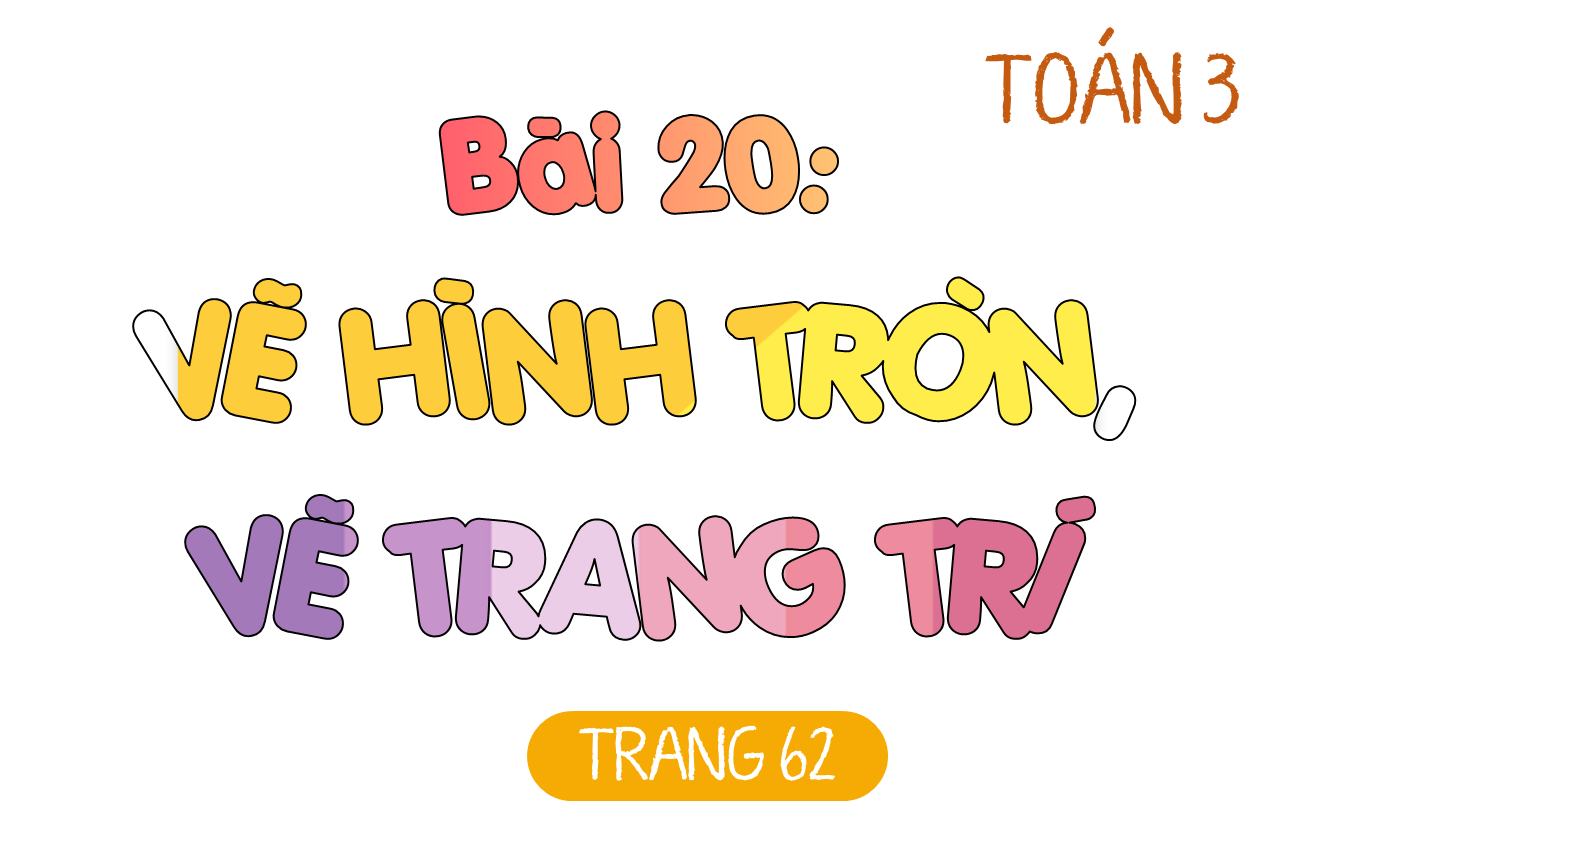 TOÁN 3
Bài 20:
VẼ HÌNH TRÒN,
VẼ TRANG TRÍ
TRANG 62